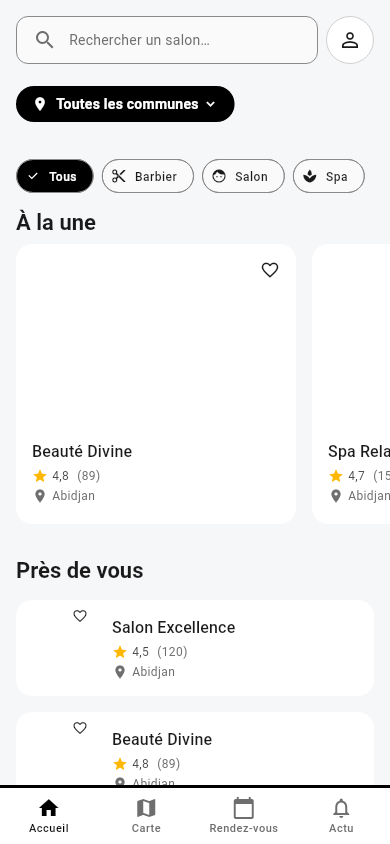 Rechercher un salon...
Toutes les communes
Tous
Barbier
Salon
Spa
À la une
Beauté Divine
4,8 (89)
Abidjan
Spa Rela
4,7 (15
Abidjan
Près de vous
Salon Excellence
4,5 (120)
Abidjan
Beauté Divine
4,8 (89)
Abidjan
Accueil
Carte
Rendez-vous
Actu